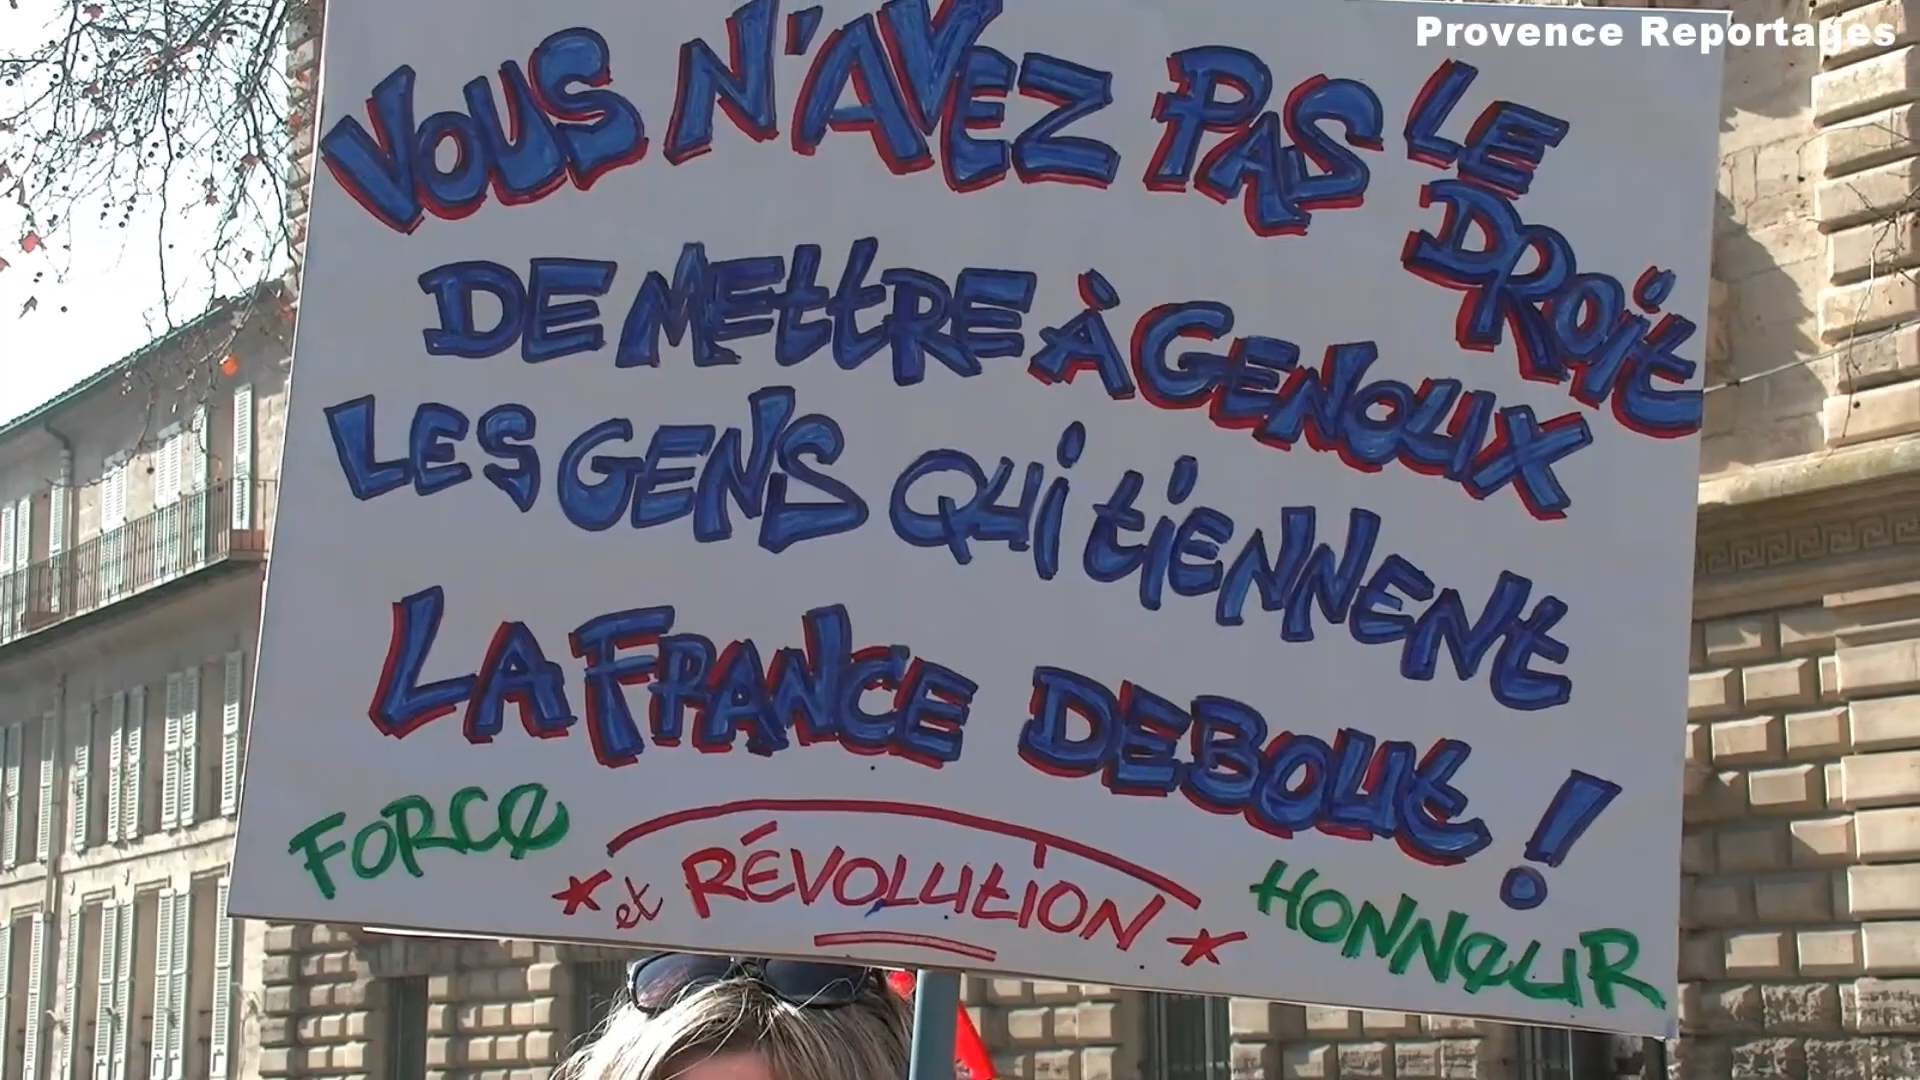 Provence Reportages
VOUS N'AVEZ PAS LE DROIT
DE METTRE À GENOUX
LES GENS QUI TIENNENT
LA FRANCE DEBOUT !
FORCE
* et RÉVOLUTION *
HONNEUR